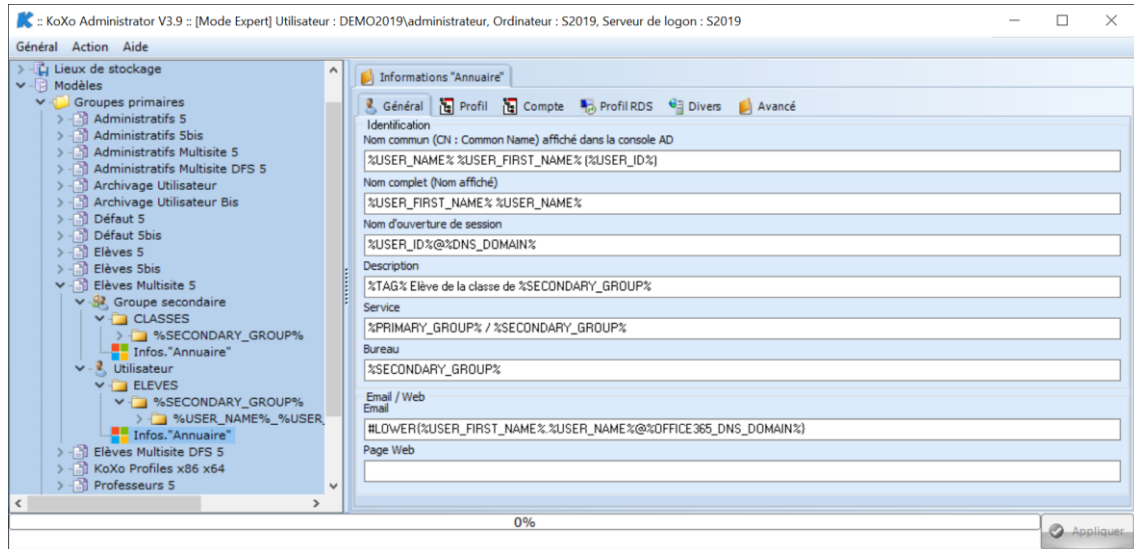 :: KoXo Administrator V3.9 :: [Mode Expert] Utilisateur : DEMO2019\administrateur, Ordinateur : S2019, Serveur de logon : S2019
Général Action Aide
Lieux de stockage
Modèles
Groupes primaires
Administratifs 5
Administratifs 5bis
Administratifs Multisite 5
Administratifs Multisite DFS 5
Archivage Utilisateur
Archivage Utilisateur Bis
Défaut 5
Défaut 5bis
Elèves 5
Elèves 5bis
Elèves Multisite 5
Groupe secondaire
CLASSES
%SECONDARY_GROUP%
Infos."Annuaire"
Utilisateur
ELEVES
%SECONDARY_GROUP%
%USER_NAME%_%USER_
Infos."Annuaire"
Elèves Multisite DFS 5
KoXo Profiles x86 x64
Professeurs 5
Informations "Annuaire"
Général Profil Compte Profil RDS Divers Avancé
Identification
Nom commun (CN : Common Name) affiché dans la console AD
%USER_NAME% %USER_FIRST_NAME% (%USER_ID%)
Nom complet (Nom affiché)
%USER_FIRST_NAME% %USER_NAME%
Nom d'ouverture de session
%USER_ID%@%DNS_DOMAIN%
Description
%TAG% Elève de la classe de %SECONDARY_GROUP%
Service
%PRIMARY_GROUP% / %SECONDARY_GROUP%
Bureau
%SECONDARY_GROUP%
Email / Web
Email
#LOWER(%USER_FIRST_NAME%.%USER_NAME%@%OFFICE365_DNS_DOMAIN%)
Page Web
0%
Appliquer